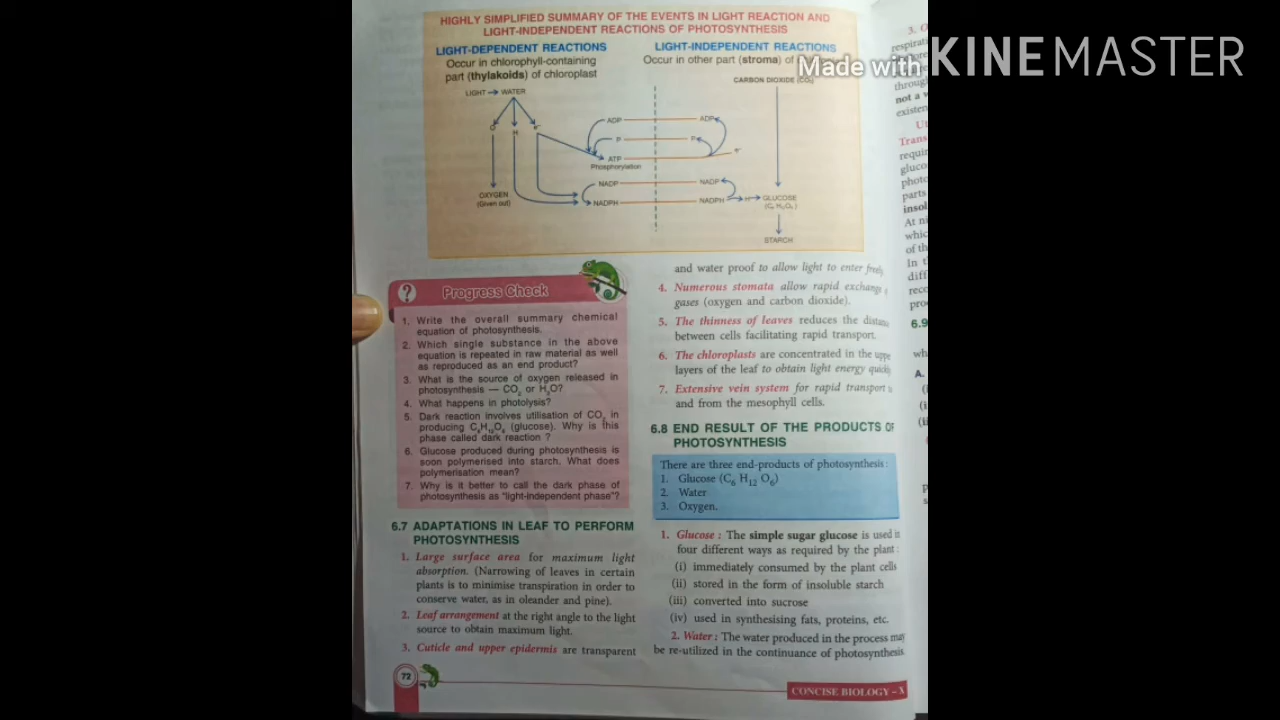 HIGHLY SIMPLIFIED SUMMARY OF THE EVENTS IN LIGHT REACTION AND
LIGHT-INDEPENDENT REACTIONS OF PHOTOSYNTHESIS
LIGHT-DEPENDENT REACTIONS
Occur in chlorophyll-containing
part (thylakoids) of chloroplast
LIGHT → WATER
O
H
e⁻
OXYGEN
(Given out)
ADP
P
ATP
Phosphorylation
NADP
NADPH
LIGHT-INDEPENDENT REACTIONS
Occur in other part (stroma) of
CARBON DIOXIDE (CO₂)
ADP
P
NADP
NADPH → H → GLUCOSE
(C₆ H₁₂O₆)
STARCH
Made with KINEMASTER
? Progress Check
1. Write the overall summary chemical
equation of photosynthesis.
2. Which single substance in the above
equation is repeated in raw material as well
as reproduced as an end product?
3. What is the source of oxygen released in
photosynthesis — CO₂ or H₂O?
4. What happens in photolysis?
5. Dark reaction involves utilisation of CO₂ in
producing C₆H₁₂O₆ (glucose). Why is this
phase called dark reaction ?
6. Glucose produced during photosynthesis is
soon polymerised into starch. What does
polymerisation mean?
7. Why is it better to call the dark phase of
photosynthesis as "light-independent phase"?
6.7 ADAPTATIONS IN LEAF TO PERFORM
PHOTOSYNTHESIS
1. Large surface area for maximum light
absorption. (Narrowing of leaves in certain
plants is to minimise transpiration in order to
conserve water, as in oleander and pine).
2. Leaf arrangement at the right angle to the light
source to obtain maximum light.
3. Cuticle and upper epidermis are transparent
72
and water proof to allow light to enter freely.
4. Numerous stomata allow rapid exchange
gases (oxygen and carbon dioxide).
5. The thinness of leaves reduces the distance
between cells facilitating rapid transport.
6. The chloroplasts are concentrated in the upper
layers of the leaf to obtain light energy quickly
7. Extensive vein system for rapid transport
and from the mesophyll cells.
6.8 END RESULT OF THE PRODUCTS OF
PHOTOSYNTHESIS
There are three end-products of photosynthesis :
1. Glucose (C₆ H₁₂ O₆)
2. Water
3. Oxygen.
1. Glucose : The simple sugar glucose is used in
four different ways as required by the plant :
(i) immediately consumed by the plant cells
(ii) stored in the form of insoluble starch
(iii) converted into sucrose
(iv) used in synthesising fats, proteins, etc.
2. Water : The water produced in the process may
be re-utilized in the continuance of photosynthesis.
CONCISE BIOLOGY – X
3.
not a
Trans
6.9
A.